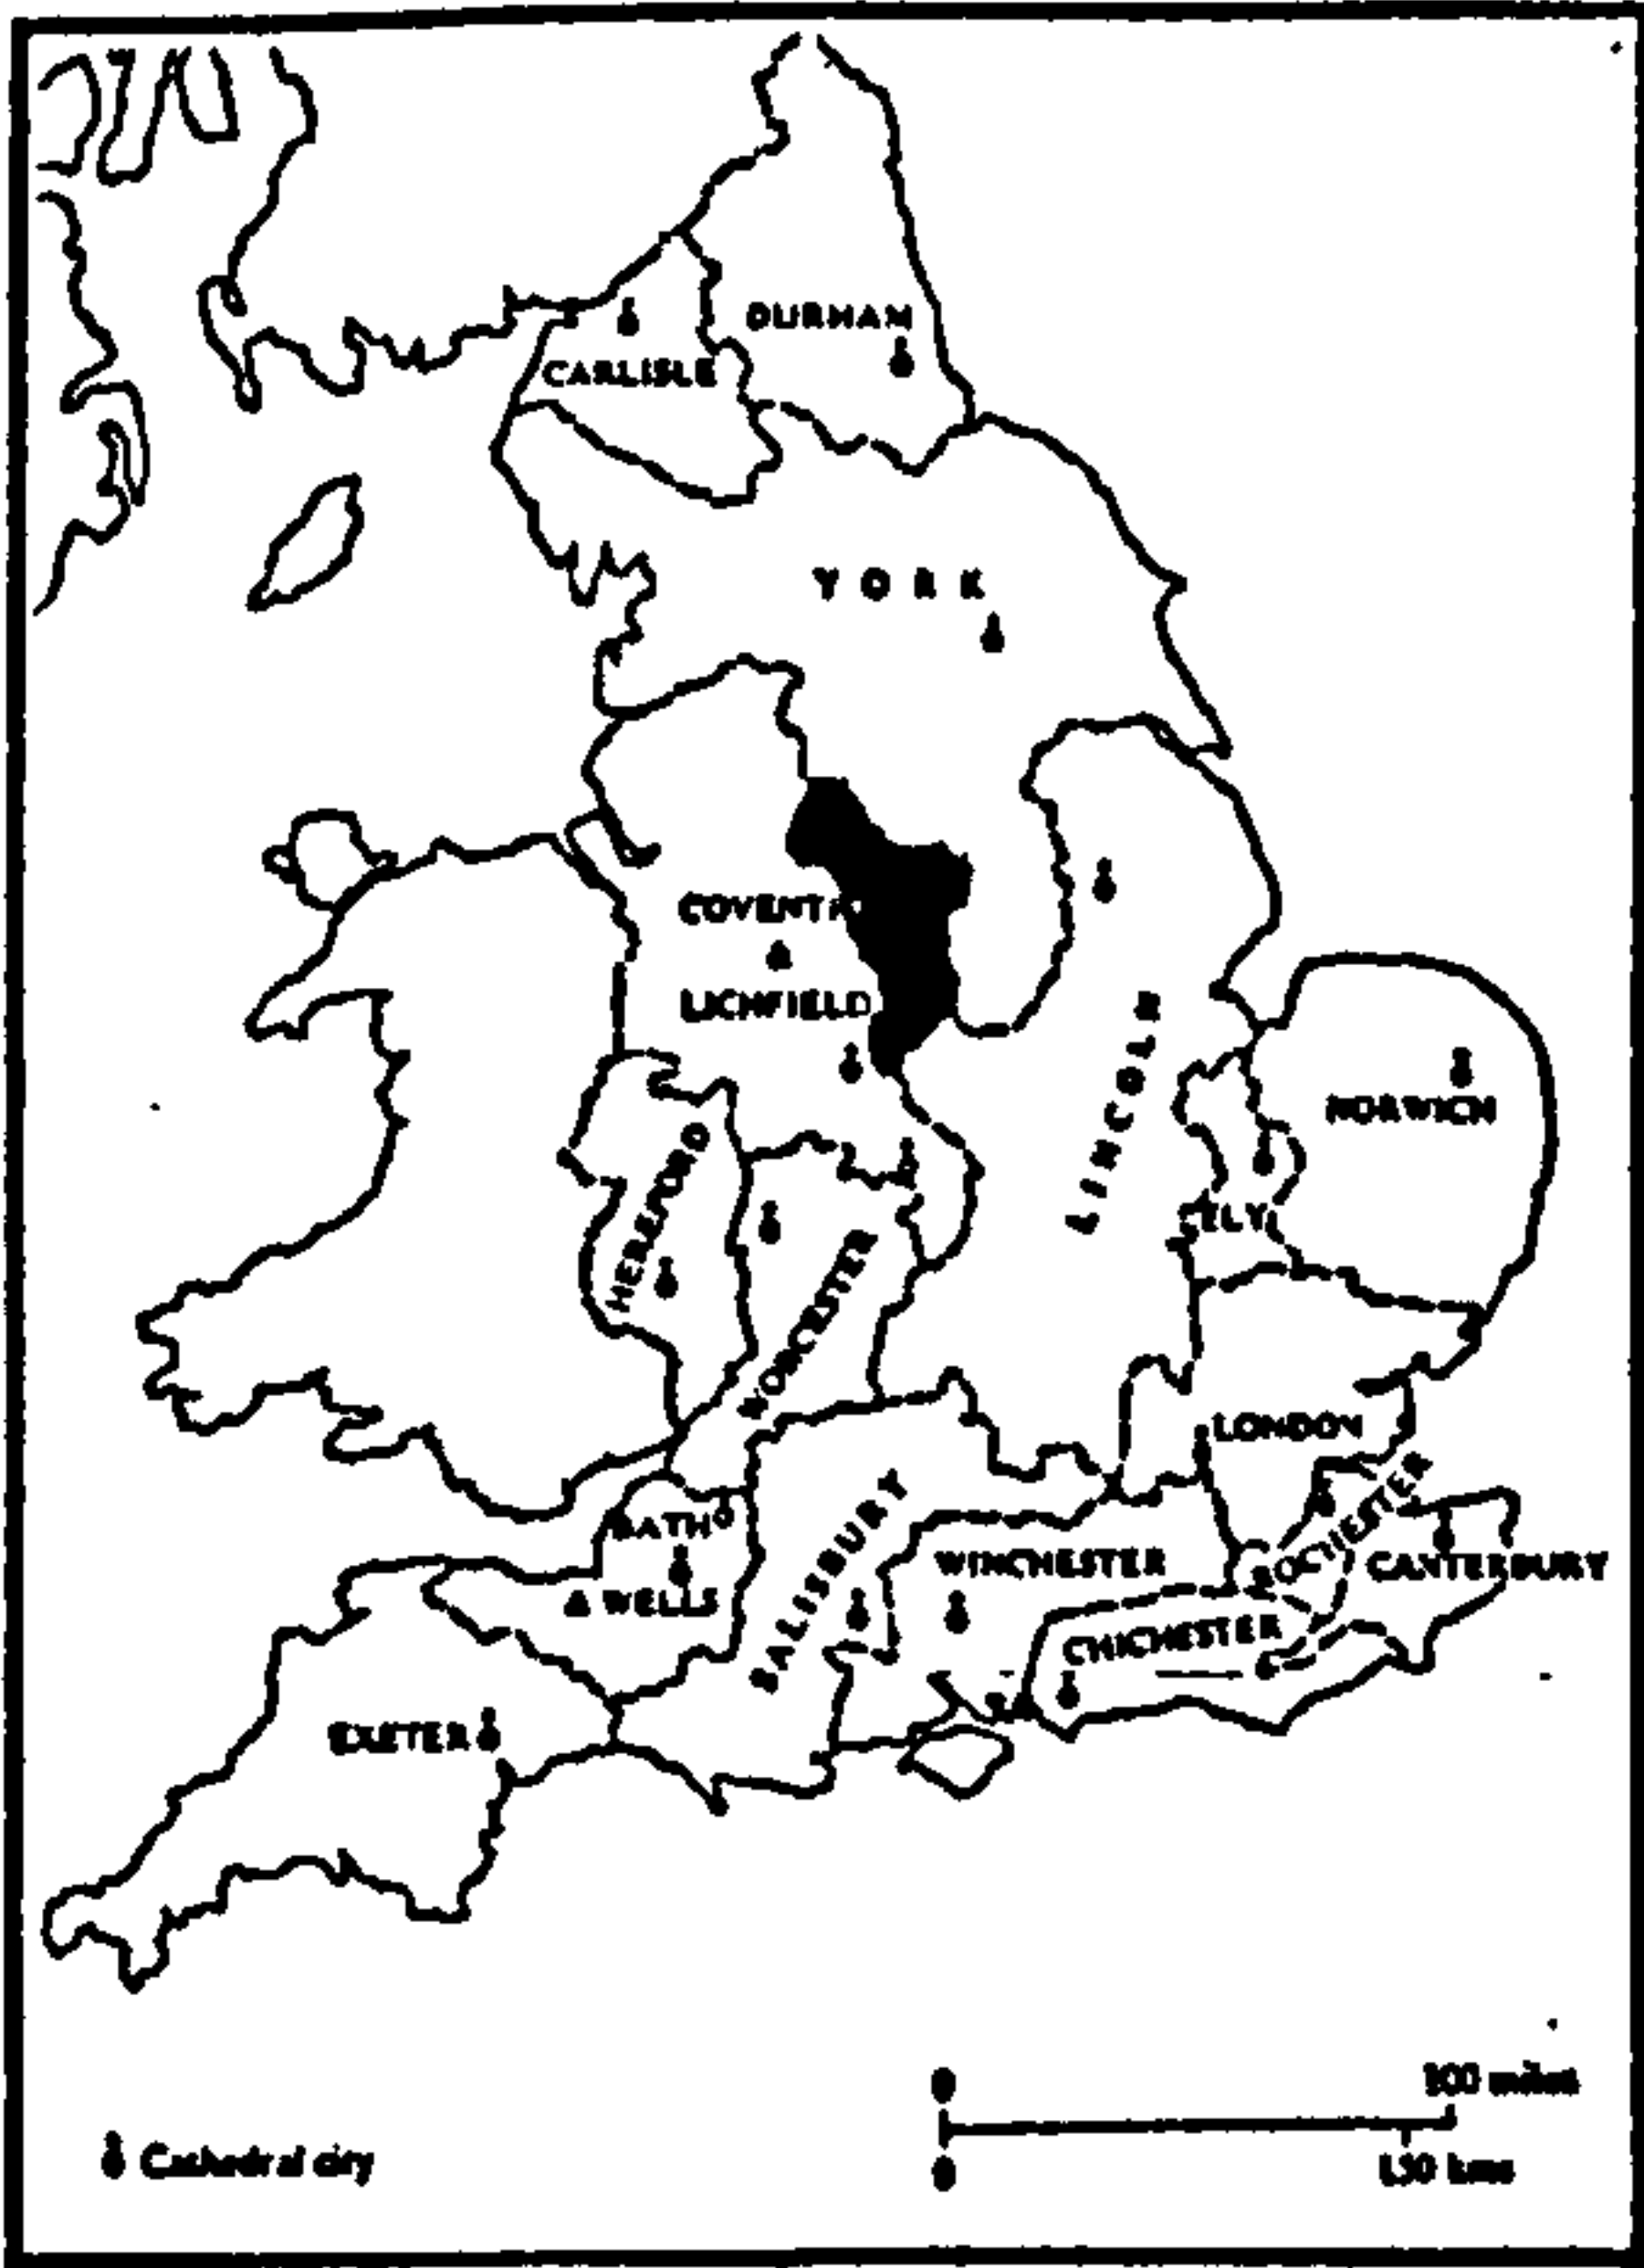 DURHAM
CARLISLE
YORK
COVENT
LICHFIELD
LINCOLN
NORWICH
HEREFORD
ELY
WORCESTER
LONDON
ROCHESTER
BATH
SALISBURY
WINCHESTER
CANTERBURY
WELLS
CHICHESTER
EXETER
0
100 miles
Cathedral city
0
150 kms